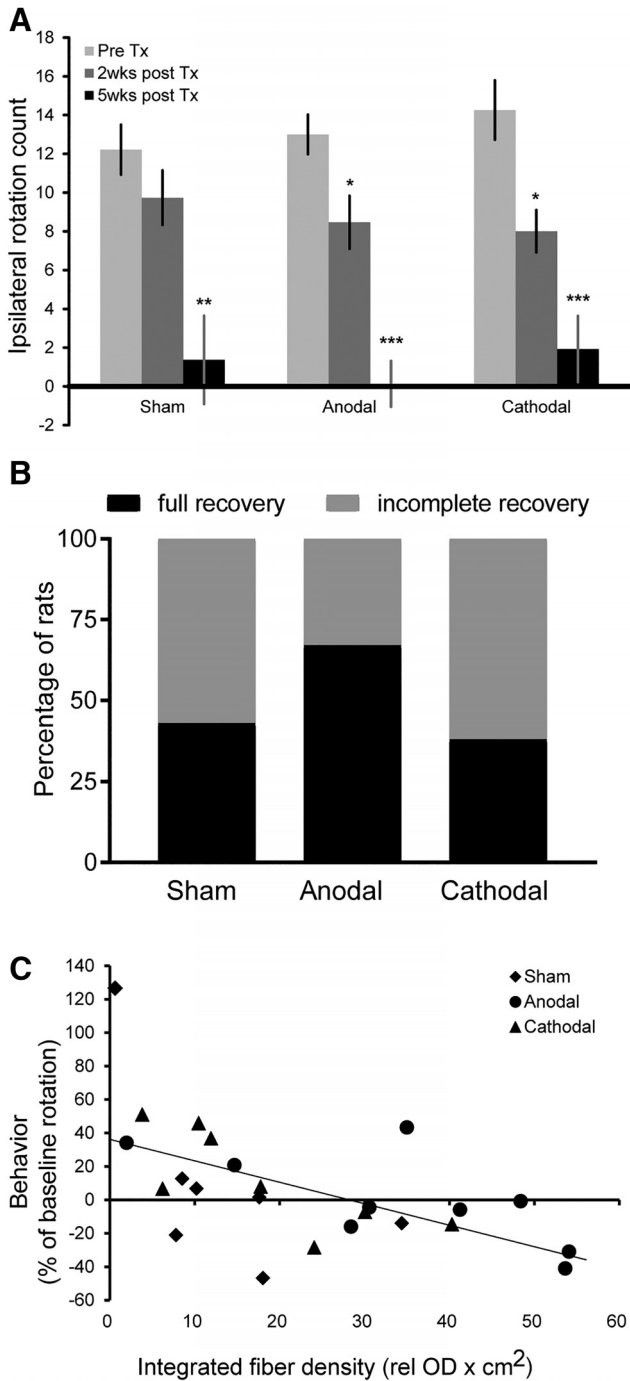 A
18
16
14
12
10
8
6
4
2
0
-2
Ipsilateral rotation count
Pre Tx
2wks post Tx
5wks post Tx
**
*
***
*
***
Sham Anodal Cathodal
B
full recovery incomplete recovery
100
75
50
25
0
Percentage of rats
Sham Anodal Cathodal
C
140
120
100
80
60
40
20
0
-20
-40
-60
Behavior
(% of baseline rotation)
Sham
Anodal
Cathodal
0 10 20 30 40 50 60
Integrated fiber density (rel OD x cm2)